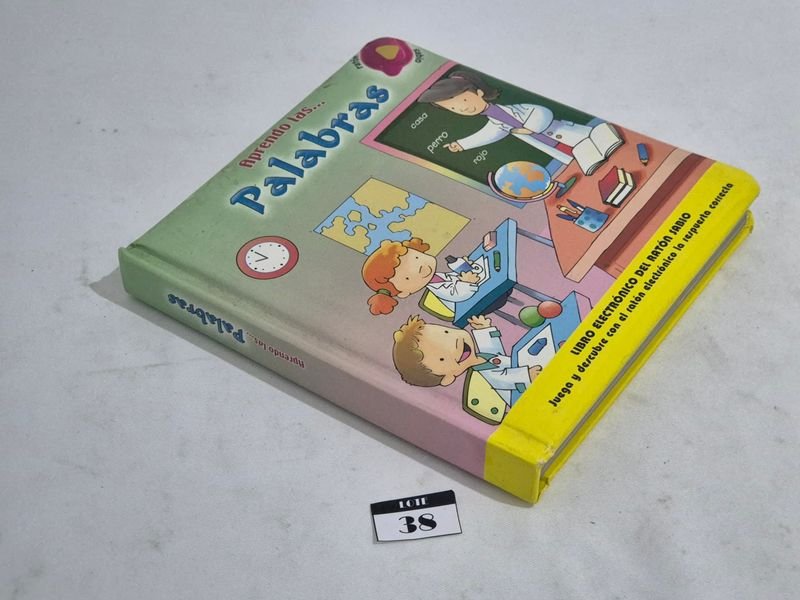 Aprendo las...
Palabras
casa
perro
rojo
LIBRO ELECTRÓNICO DEL RATÓN SABIO
Juega y descubre con el ratón electrónico la respuesta correcta
Aprendo las...
Palabras
LOTE
38